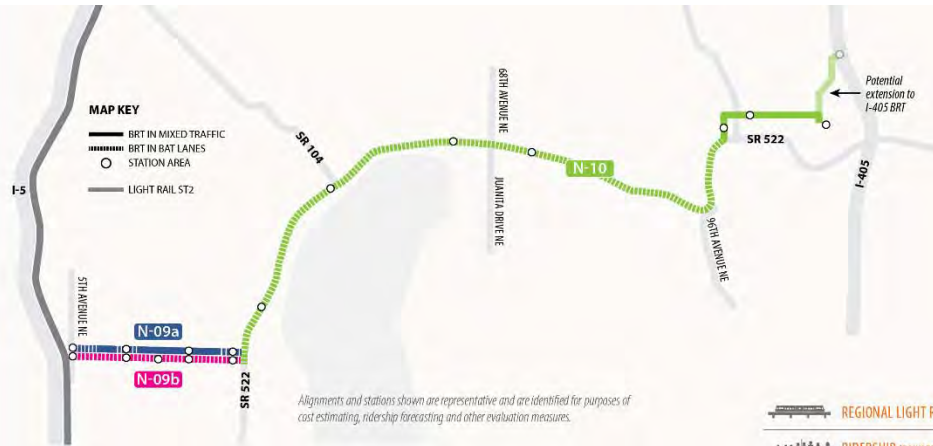 MAP KEY
BRT IN MIXED TRAFFIC
BRT IN BAT LANES
STATION AREA
LIGHT RAIL ST2
I-5
SR 104
68TH AVENUE NE
JUANITA DRIVE NE
N-10
96TH AVENUE NE
SR 522
Potential
extension to
I-405 BRT
I-405
5TH AVENUE NE
N-09a
N-09b
SR 522
Alignments and stations shown are representative and are identified for purposes of
cost estimating, ridership forecasting and other evaluation measures.
REGIONAL LIGHT R
RIDERSHIP